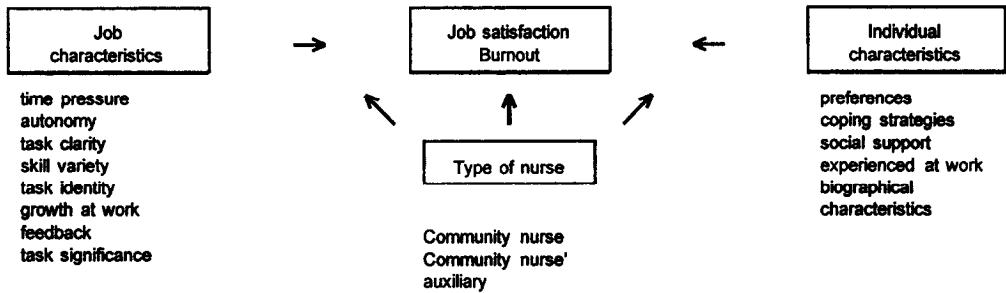 Job
characteristics
time pressure
autonomy
task clarity
skill variety
task identity
growth at work
feedback
task significance
Job satisfaction
Burnout
Type of nurse
Community nurse
Community nurse'
auxiliary
Individual
characteristics
preferences
coping strategies
social support
experienced at work
biographical
characteristics